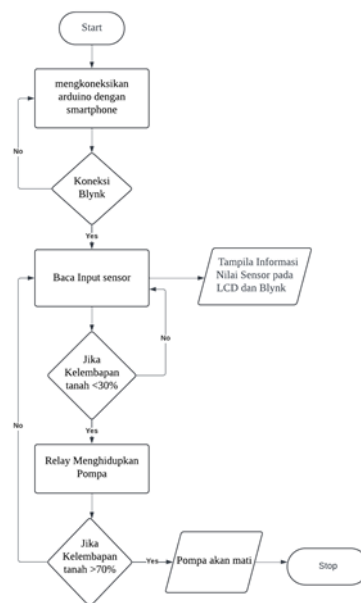 Start
mengkoneksikan
arduino dengan
smartphone
No
Koneksi
Blynk
Yes
Baca Input sensor
Tampila Informasi
Nilai Sensor pada
LCD dan Blynk
No
Jika
Kelembapan
tanah <30%
Yes
No
Relay Menghidupkan
Pompa
Jika
Kelembapan
tanah >70%
Yes
Pompa akan mati
Stop